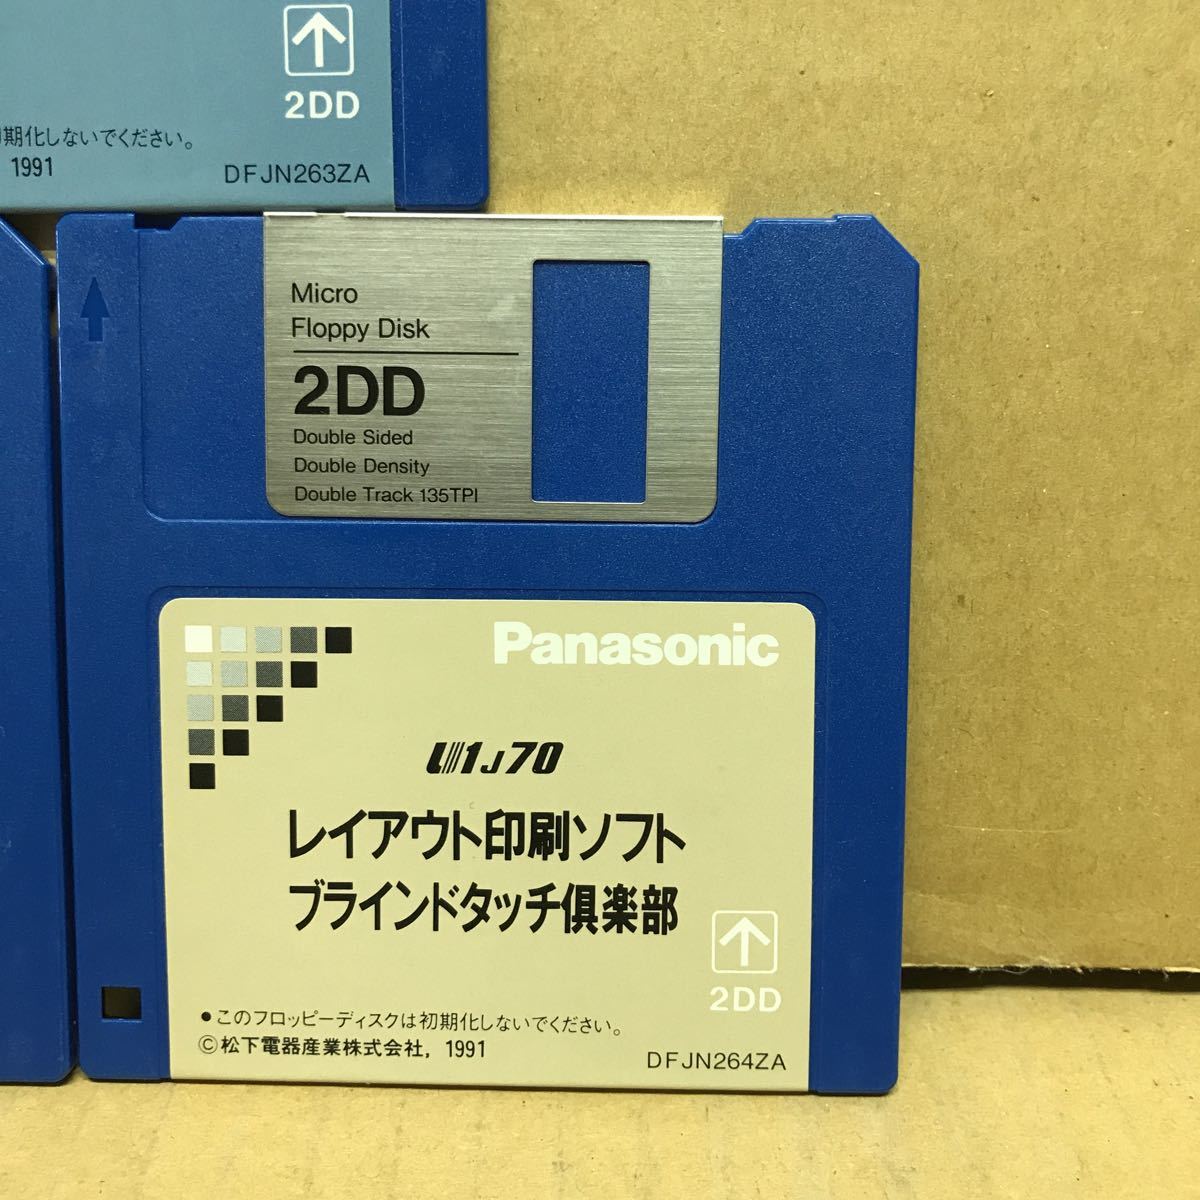 2DD
期化しないでください。
1991
DFJN263ZA
Micro
Floppy Disk
2DD
Double Sided
Double Density
Double Track 135TPI
Panasonic
U1J70
レイアウト印刷ソフト
ブラインドタッチ倶楽部
2DD
●このフロッピーディスクは初期化しないでください。
©松下電器産業株式会社, 1991
DFJN264ZA